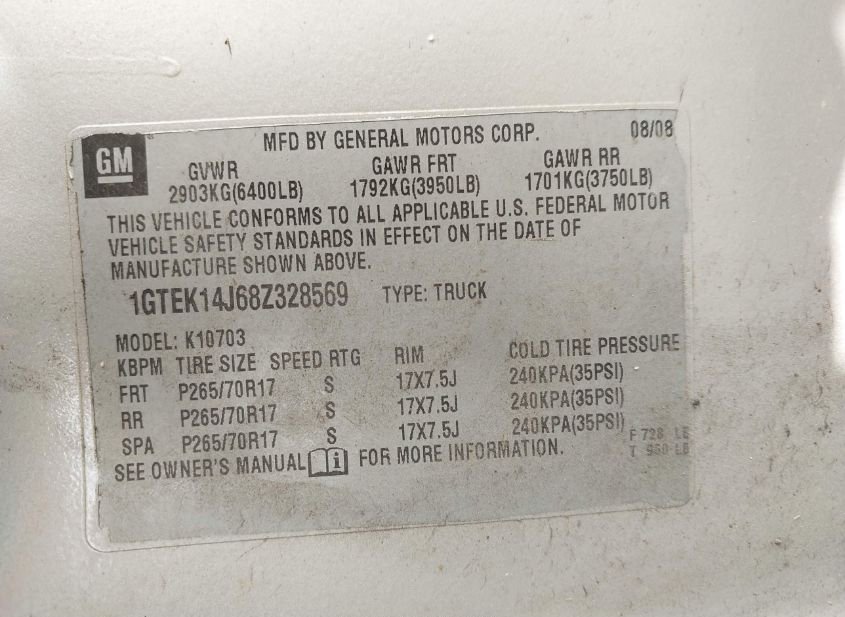 GM
MFD BY GENERAL MOTORS CORP. 08/08
GVWR GAWR FRT GAWR RR
2903KG(6400LB) 1792KG(3950LB) 1701KG(3750LB)
THIS VEHICLE CONFORMS TO ALL APPLICABLE U.S. FEDERAL MOTOR
VEHICLE SAFETY STANDARDS IN EFFECT ON THE DATE OF
MANUFACTURE SHOWN ABOVE.
1GTEK14J68Z328569 TYPE: TRUCK
MODEL: K10703
KBPM TIRE SIZE SPEED RTG RIM COLD TIRE PRESSURE
FRT P265/70R17 S 17X7.5J 240KPA(35PSI)
RR P265/70R17 S 17X7.5J 240KPA(35PSI)
SPA P265/70R17 S 17X7.5J 240KPA(35PSI)
SEE OWNER'S MANUAL i FOR MORE INFORMATION.
F
T